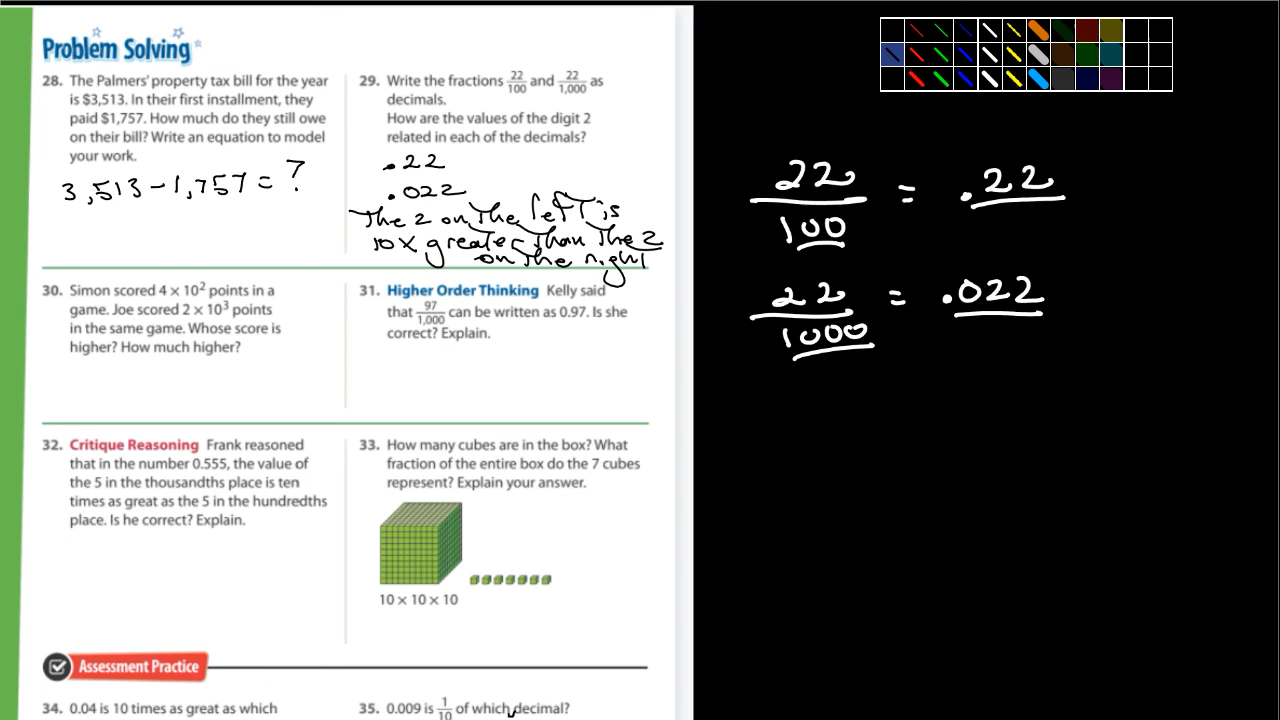 Problem Solving
28. The Palmers' property tax bill for the year
is $3,513. In their first installment, they
paid $1,757. How much do they still owe
on their bill? Write an equation to model
your work.
3,513 - 1,757 = ?
29. Write the fractions 22/100 and 22/1,000 as
decimals.
How are the values of the digit 2
related in each of the decimals?
.22
.022
The 2 on the left is
10x greater than the 2
on the right
30. Simon scored 4 × 10² points in a
game. Joe scored 2 × 10³ points
in the same game. Whose score is
higher? How much higher?
31. Higher Order Thinking Kelly said
that 97/1,000 can be written as 0.97. Is she
correct? Explain.
32. Critique Reasoning Frank reasoned
that in the number 0.555, the value of
the 5 in the thousandths place is ten
times as great as the 5 in the hundredths
place. Is he correct? Explain.
33. How many cubes are in the box? What
fraction of the entire box do the 7 cubes
represent? Explain your answer.
10 × 10 × 10
Assessment Practice
34. 0.04 is 10 times as great as which
35. 0.009 is 1/10 of which decimal?
22/100 = .22
22/1000 = .022